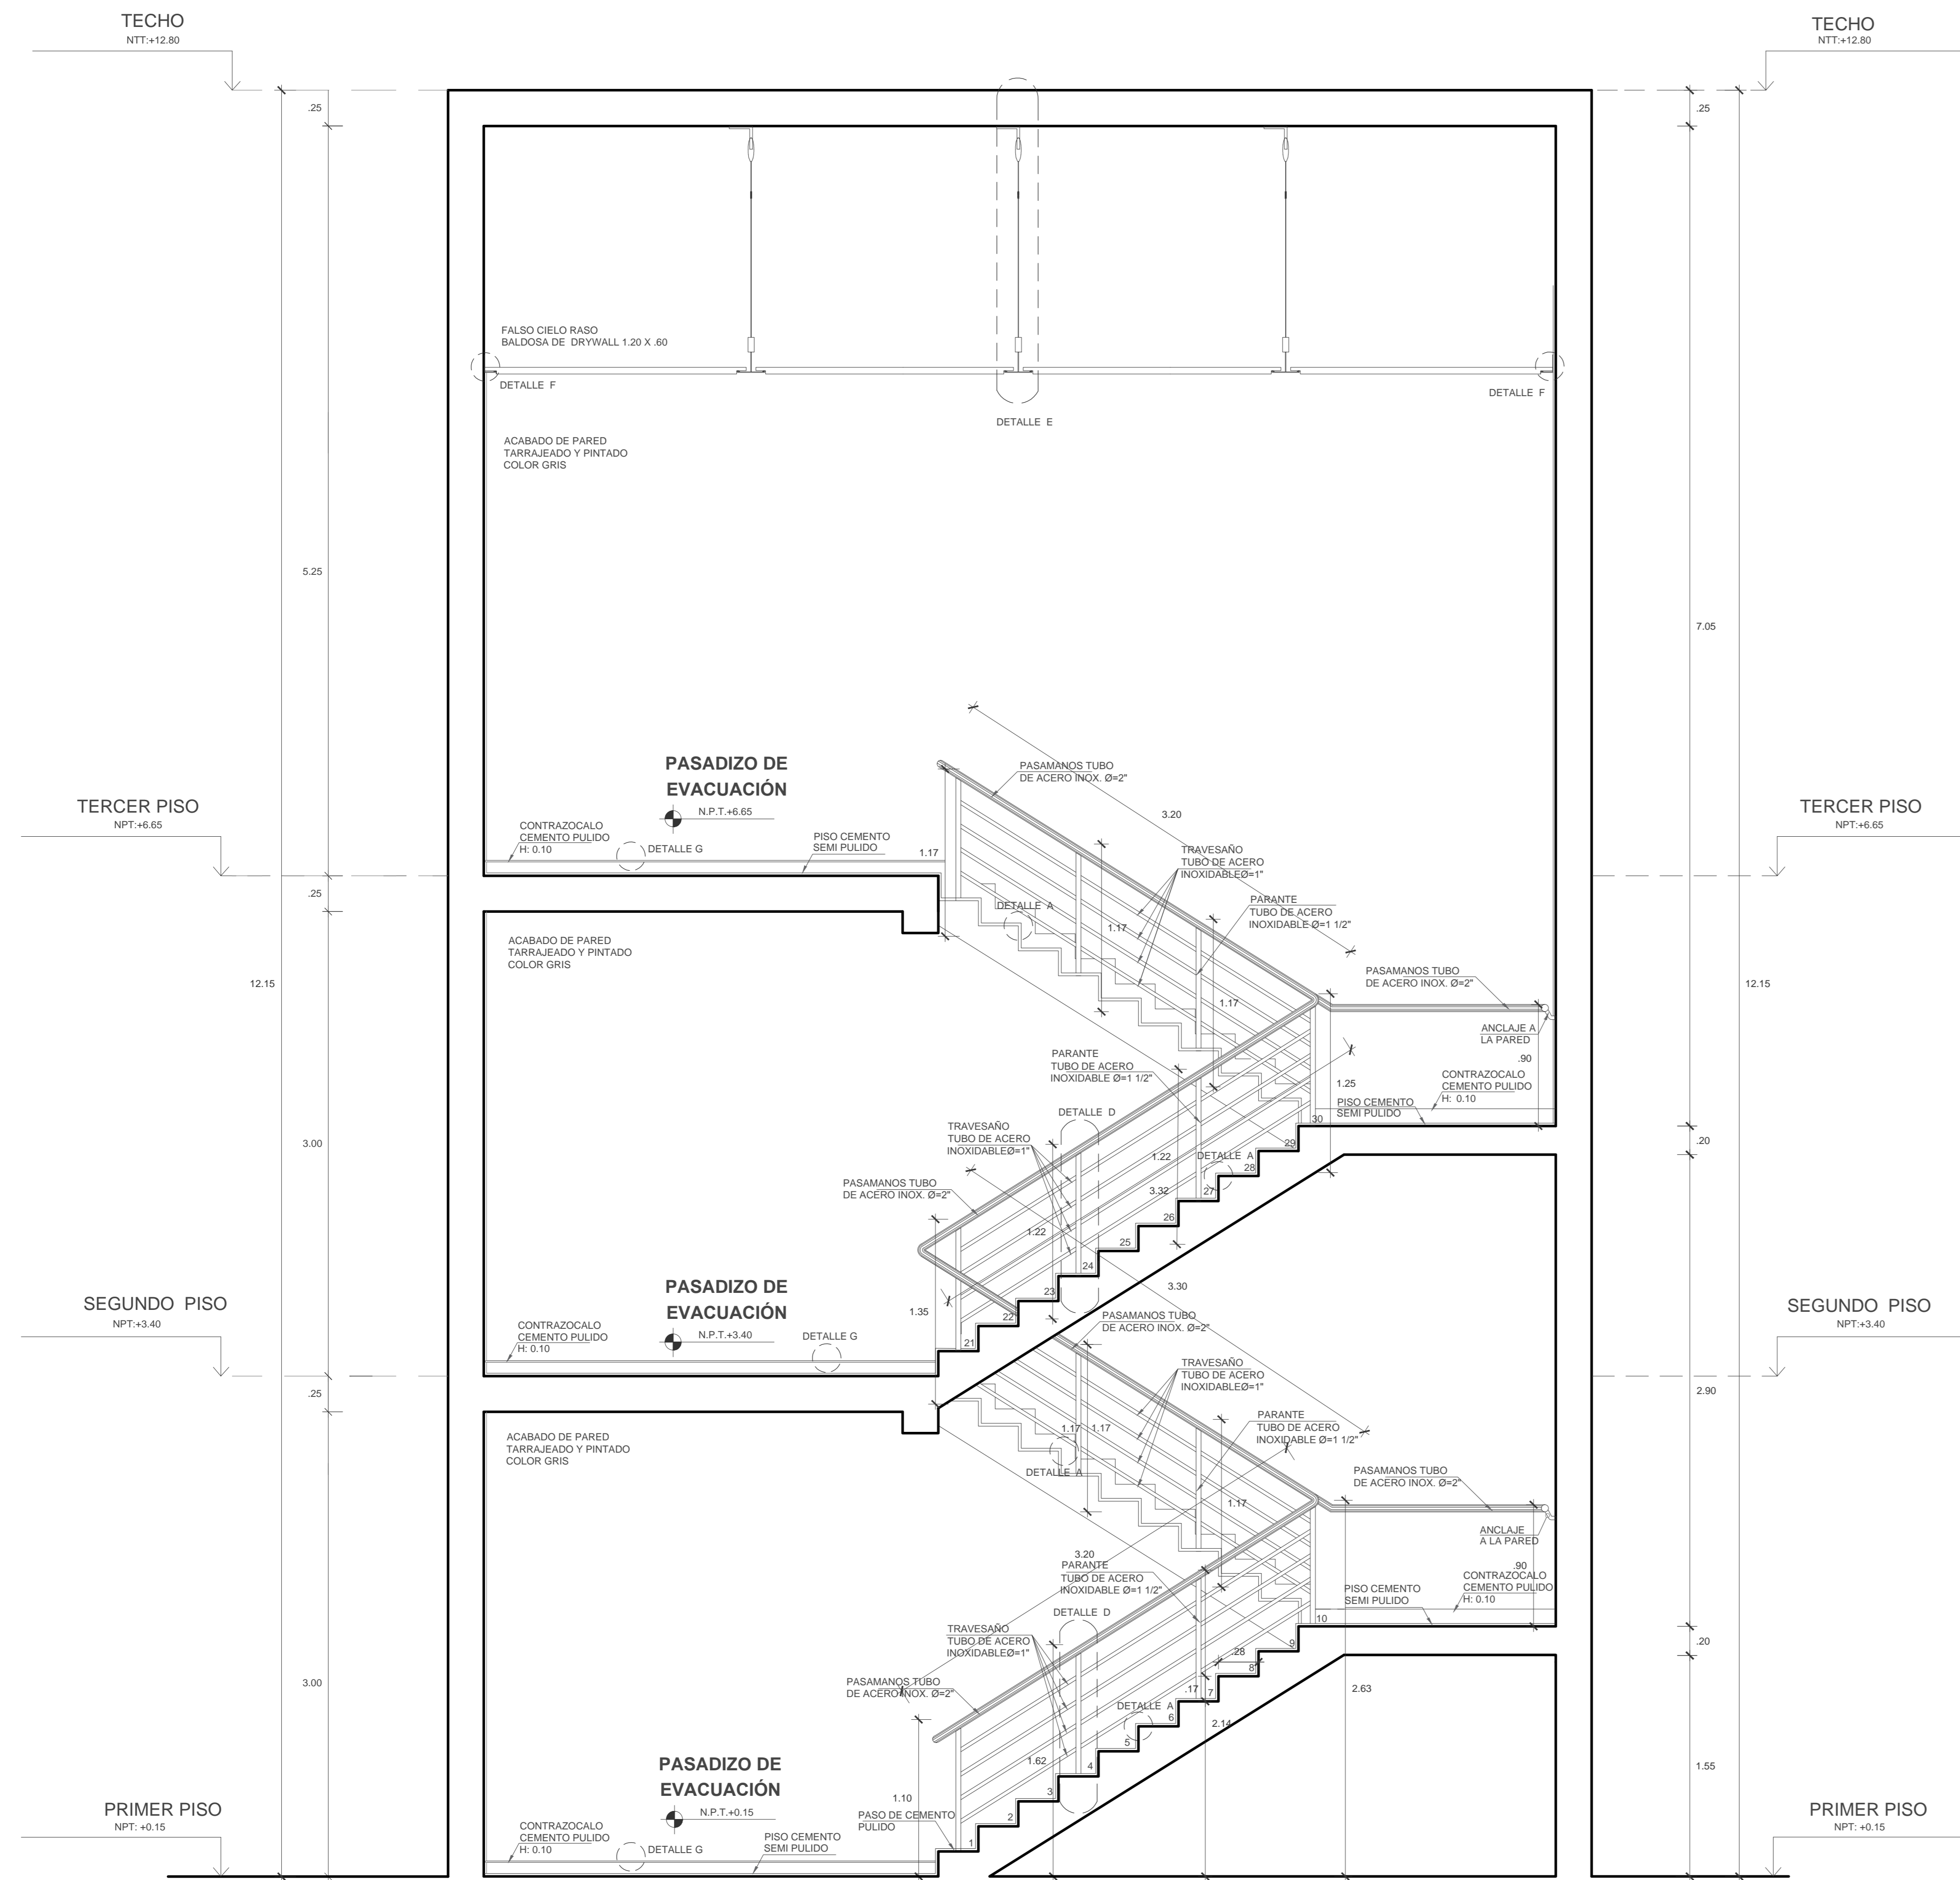 TECHO
NTT:+12.80
TECHO
NTT:+12.80
.25
.25
FALSO CIELO RASO
BALDOSA DE DRYWALL 1.20 X .60
DETALLE F
DETALLE F
DETALLE E
ACABADO DE PARED
TARRAJEADO Y PINTADO
COLOR GRIS
5.25
7.05
PASADIZO DE
EVACUACIÓN
N.P.T.+6.65
PASAMANOS TUBO
DE ACERO INOX. Ø=2"
3.20
TERCER PISO
NPT:+6.65
TERCER PISO
NPT:+6.65
CONTRAZOCALO
CEMENTO PULIDO
H: 0.10
DETALLE G
PISO CEMENTO
SEMI PULIDO
1.17
TRAVESAÑO
TUBO DE ACERO
INOXIDABLEØ=1"
.25
DETALLE A
PARANTE
TUBO DE ACERO
INOXIDABLE Ø=1 1/2"
1.17
ACABADO DE PARED
TARRAJEADO Y PINTADO
COLOR GRIS
12.15
12.15
PASAMANOS TUBO
DE ACERO INOX. Ø=2"
1.17
ANCLAJE A
LA PARED
.90
PARANTE
TUBO DE ACERO
INOXIDABLE Ø=1 1/2"
1.25
CONTRAZOCALO
CEMENTO PULIDO
H: 0.10
PISO CEMENTO
SEMI PULIDO
30
DETALLE D
TRAVESAÑO
TUBO DE ACERO
INOXIDABLEØ=1"
3.00
.20
29
1.22
DETALLE A
28
PASAMANOS TUBO
DE ACERO INOX. Ø=2"
3.32
27
26
1.22
25
24
23
3.30
PASADIZO DE
EVACUACIÓN
N.P.T.+3.40
SEGUNDO PISO
NPT:+3.40
SEGUNDO PISO
NPT:+3.40
1.35
22
21
CONTRAZOCALO
CEMENTO PULIDO
H: 0.10
DETALLE G
PASAMANOS TUBO
DE ACERO INOX. Ø=2"
TRAVESAÑO
TUBO DE ACERO
INOXIDABLEØ=1"
.25
2.90
PARANTE
TUBO DE ACERO
INOXIDABLE Ø=1 1/2"
1.17
1.17
ACABADO DE PARED
TARRAJEADO Y PINTADO
COLOR GRIS
DETALLE A
PASAMANOS TUBO
DE ACERO INOX. Ø=2"
1.17
ANCLAJE
A LA PARED
.90
3.20
PARANTE
TUBO DE ACERO
INOXIDABLE Ø=1 1/2"
CONTRAZOCALO
CEMENTO PULIDO
H: 0.10
PISO CEMENTO
SEMI PULIDO
10
DETALLE D
TRAVESAÑO
TUBO DE ACERO
INOXIDABLEØ=1"
.20
9
.28
8
3.00
PASAMANOS TUBO
DE ACERO INOX. Ø=2"
.17
7
2.63
DETALLE A
6
2.14
5
1.62
4
3
PASADIZO DE
EVACUACIÓN
N.P.T.+0.15
1.55
1.10
2
1
PASO DE CEMENTO
PULIDO
PRIMER PISO
NPT: +0.15
PRIMER PISO
NPT: +0.15
CONTRAZOCALO
CEMENTO PULIDO
H: 0.10
DETALLE G
PISO CEMENTO
SEMI PULIDO